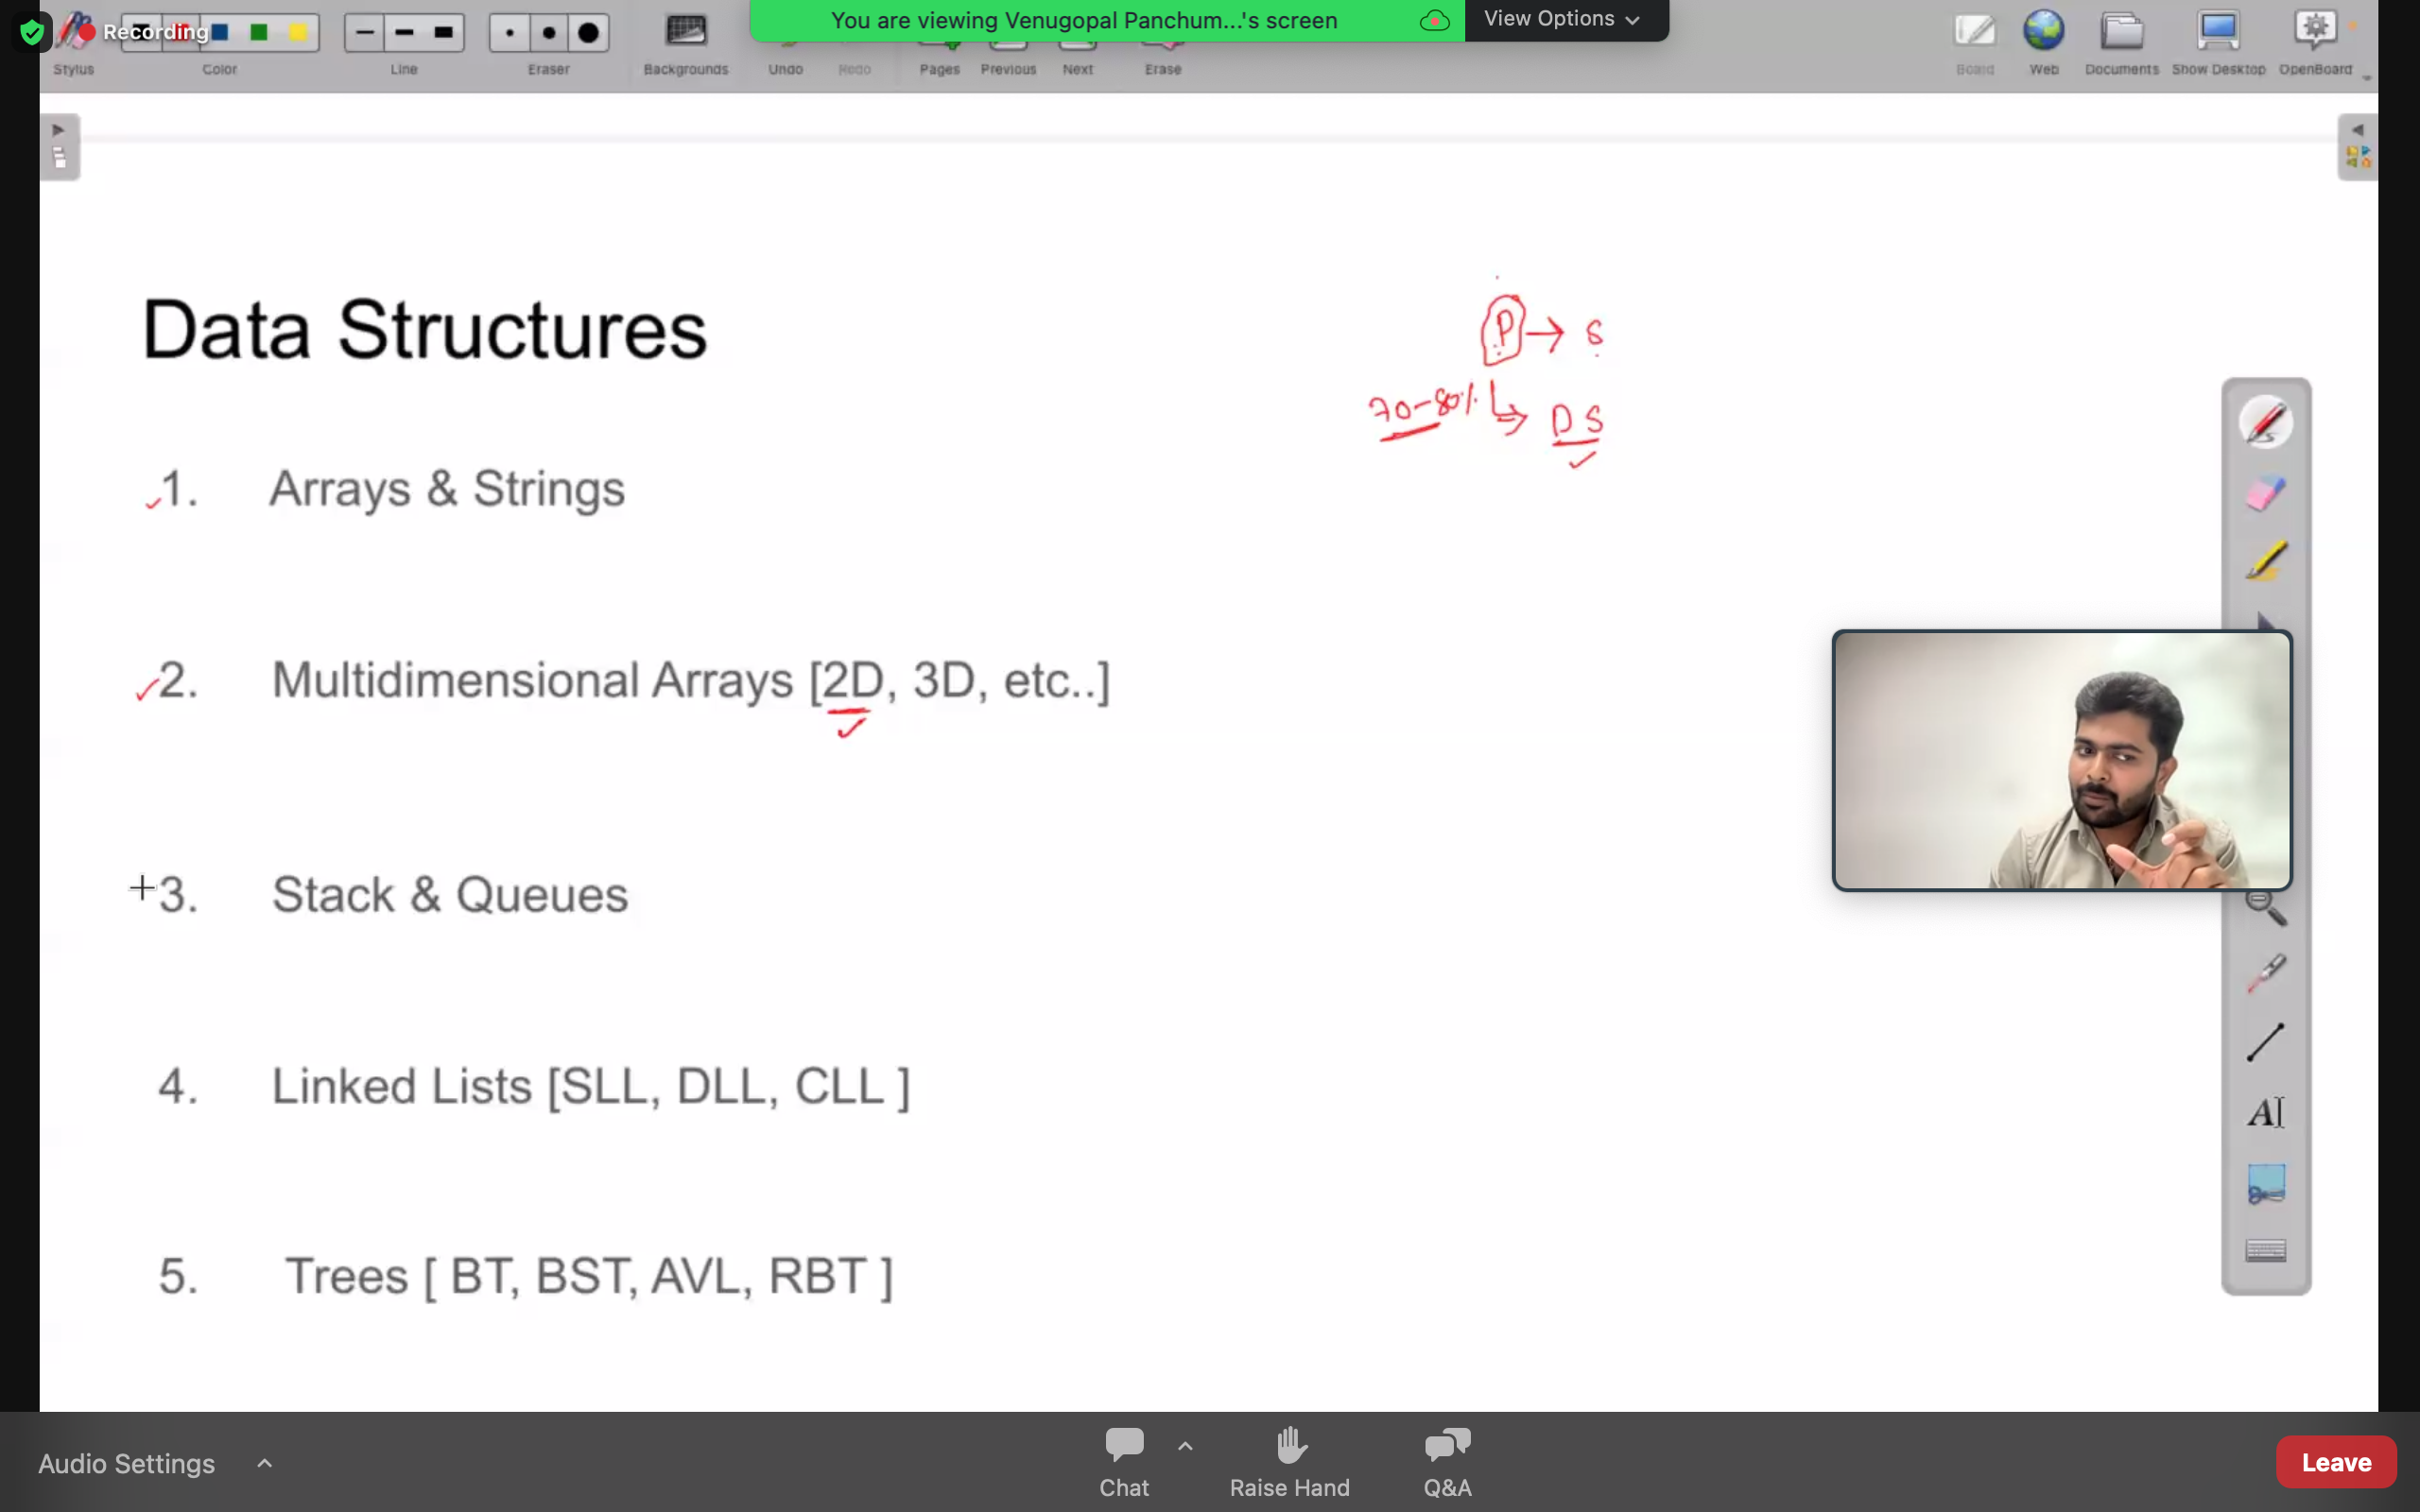 You are viewing Venugopal Panchum...'s screen
View Options
Recording
Stylus
Color
Line
Eraser
Backgrounds
Undo
Redo
Pages
Previous
Next
Erase
Board
Web
Documents
Show Desktop
OpenBoard
Data Structures
P → S
70-80% ↳ D S
1. Arrays & Strings
2. Multidimensional Arrays [2D, 3D, etc..]
3. Stack & Queues
4. Linked Lists [SLL, DLL, CLL ]
5. Trees [ BT, BST, AVL, RBT ]
AI
Audio Settings
Chat
Raise Hand
Q&A
Leave